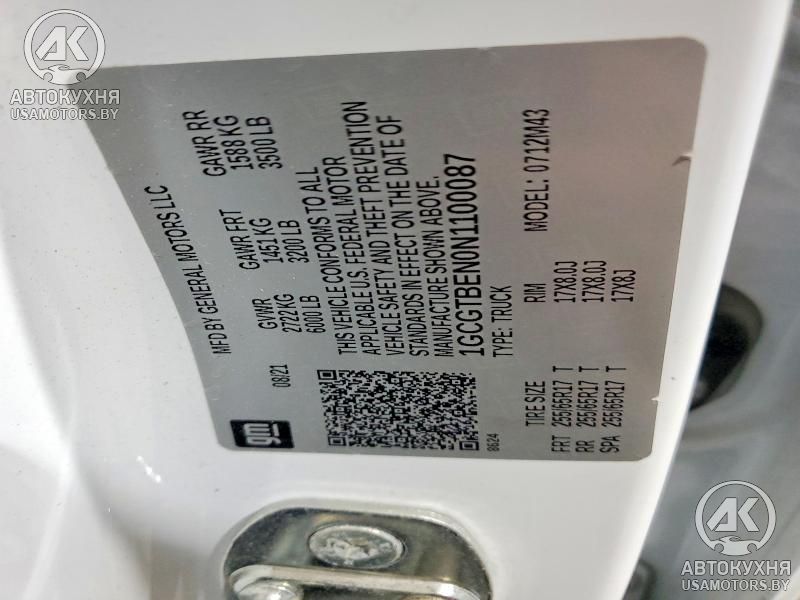 АК
АВТОКУХНЯ
USAMOTORS.BY
MFD BY GENERAL MOTORS LLC
08/21
GVWR
2722 KG
6000 LB
GAWR FRT
1451 KG
3200 LB
GAWR RR
1588 KG
3500 LB
THIS VEHICLE CONFORMS TO ALL
APPLICABLE U.S. FEDERAL MOTOR
VEHICLE SAFETY AND THEFT PREVENTION
STANDARDS IN EFFECT ON THE DATE OF
MANUFACTURE SHOWN ABOVE.
1GCGTBEN0N1100087
TYPE: TRUCK
MODEL: 0712M43
gm
8624
TIRE SIZE RIM
FRT 255/65R17 T 17X8.0J
RR 255/65R17 T 17X8.0J
SPA 255/65R17 T 17X8J
АК
АВТОКУХНЯ
USAMOTORS.BY